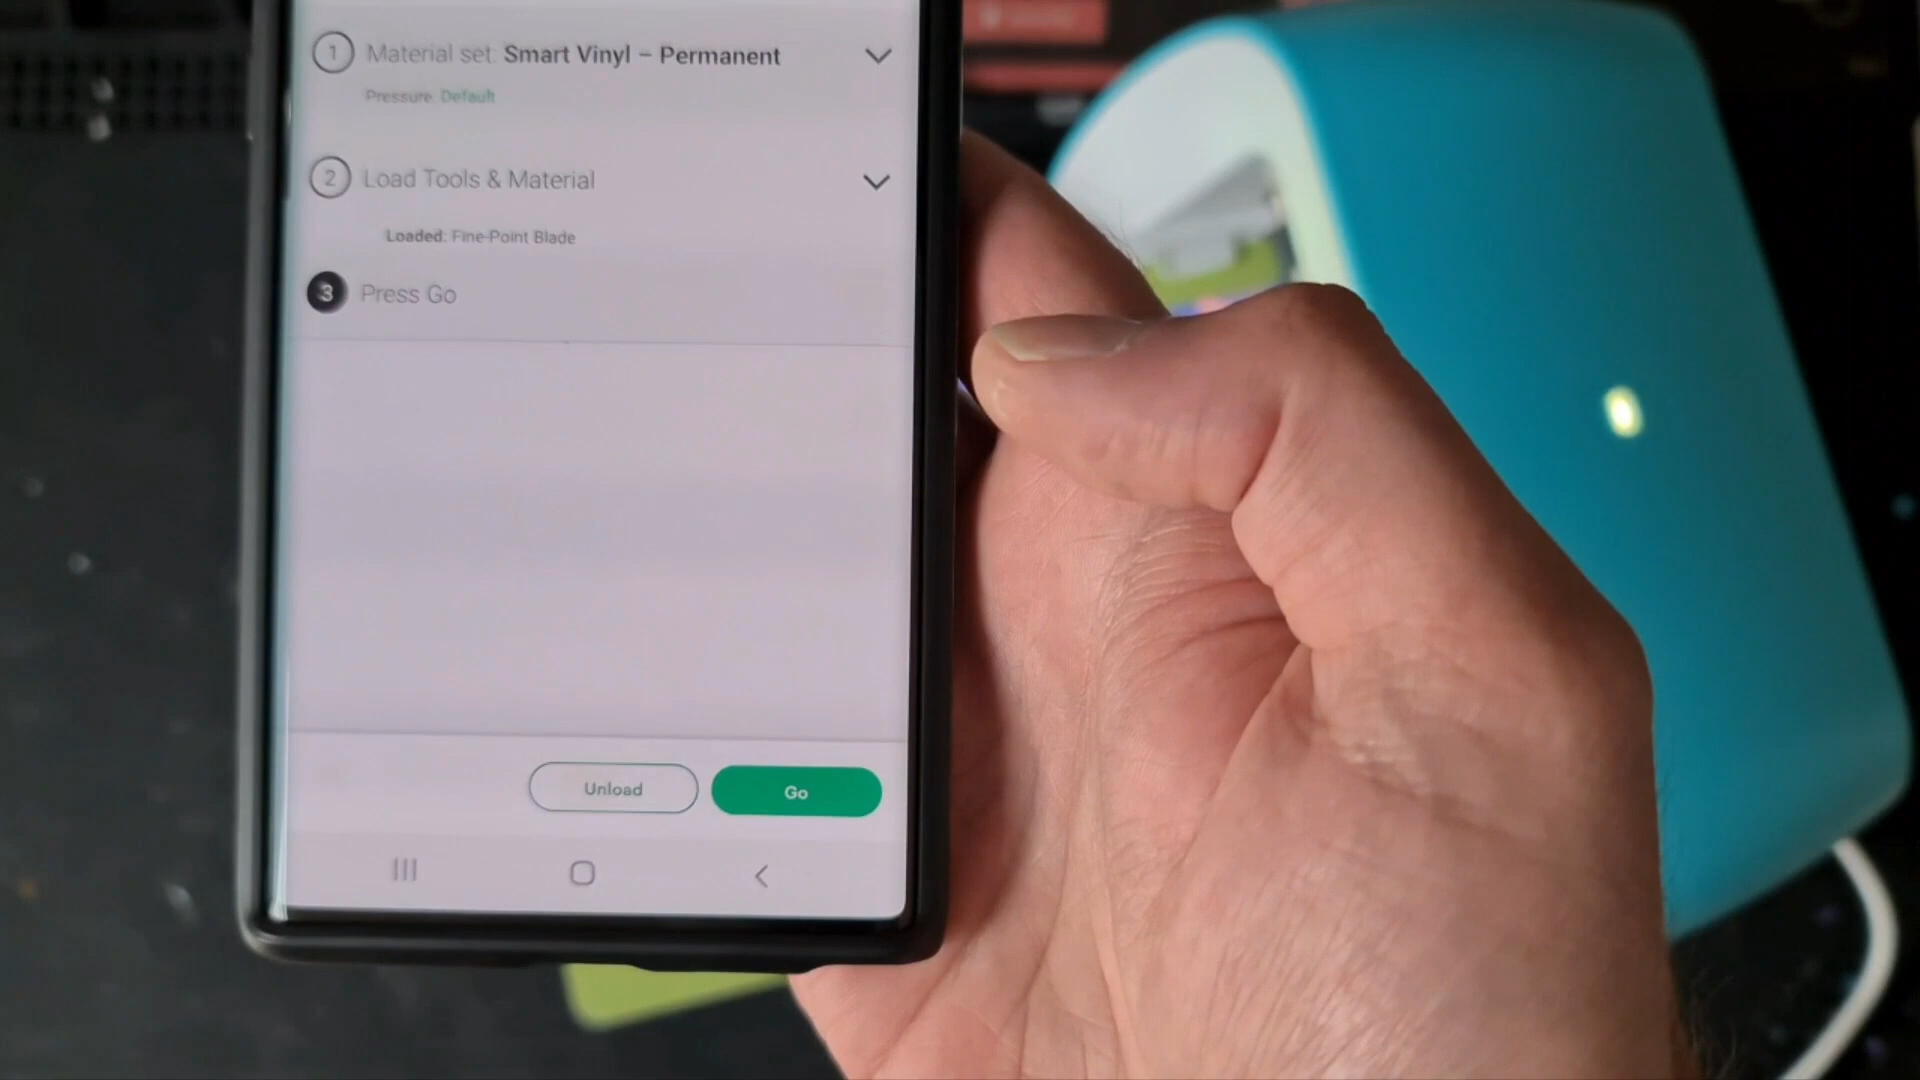 1 Material set: Smart Vinyl – Permanent
Pressure: Default
2 Load Tools & Material
Loaded: Fine-Point Blade
3 Press Go
Unload Go